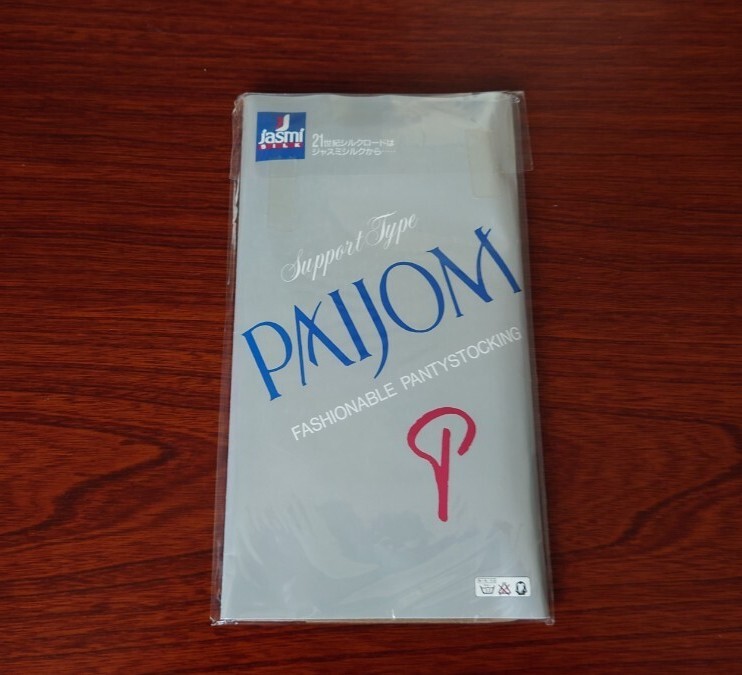 Jasmi
SILK
21世紀シルクロードは
ジャスミシルクから……
Support Type
PAIJOM
FASHIONABLE PANTYSTOCKING
P